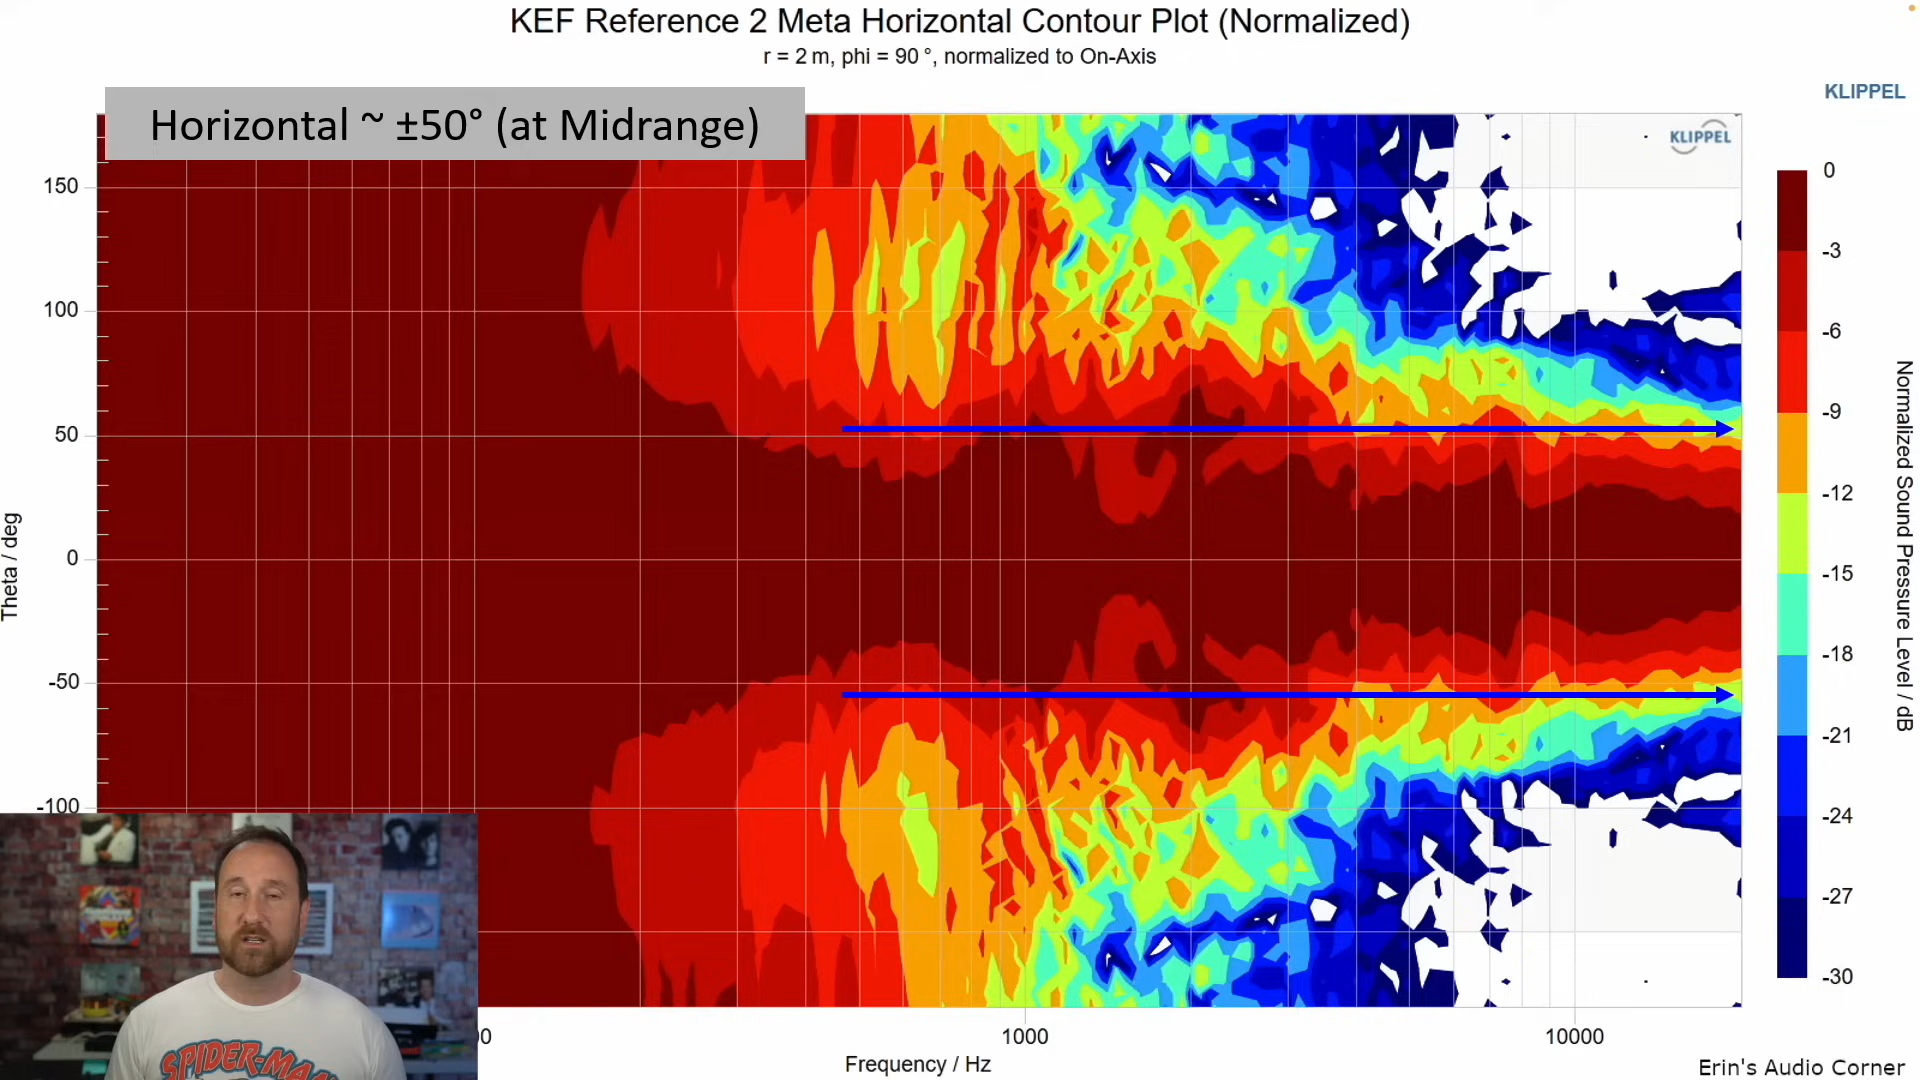 KEF Reference 2 Meta Horizontal Contour Plot (Normalized)
r = 2 m, phi = 90 °, normalized to On-Axis
KLIPPEL
Horizontal ~ ±50° (at Midrange)
KLIPPEL
150
100
50
0
-50
-100
Theta / deg
0
-3
-6
-9
-12
-15
-18
-21
-24
-27
-30
Normalized Sound Pressure Level / dB
1000
10000
Frequency / Hz
SPIDER-MAN
Erin's Audio Corner